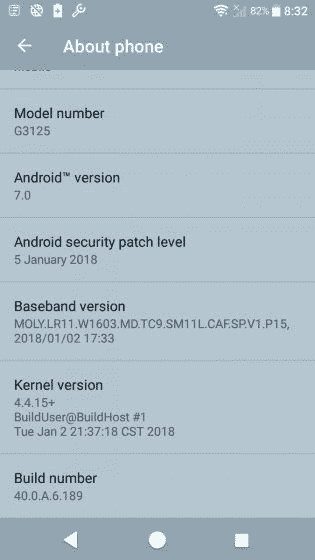 82% 8:32
About phone
Model number
G3125
Android™ version
7.0
Android security patch level
5 January 2018
Baseband version
MOLY.LR11.W1603.MD.TC9.SM11L.CAF.SP.V1.P15,
2018/01/02 17:33
Kernel version
4.4.15+
BuildUser@BuildHost #1
Tue Jan 2 21:37:18 CST 2018
Build number
40.0.A.6.189